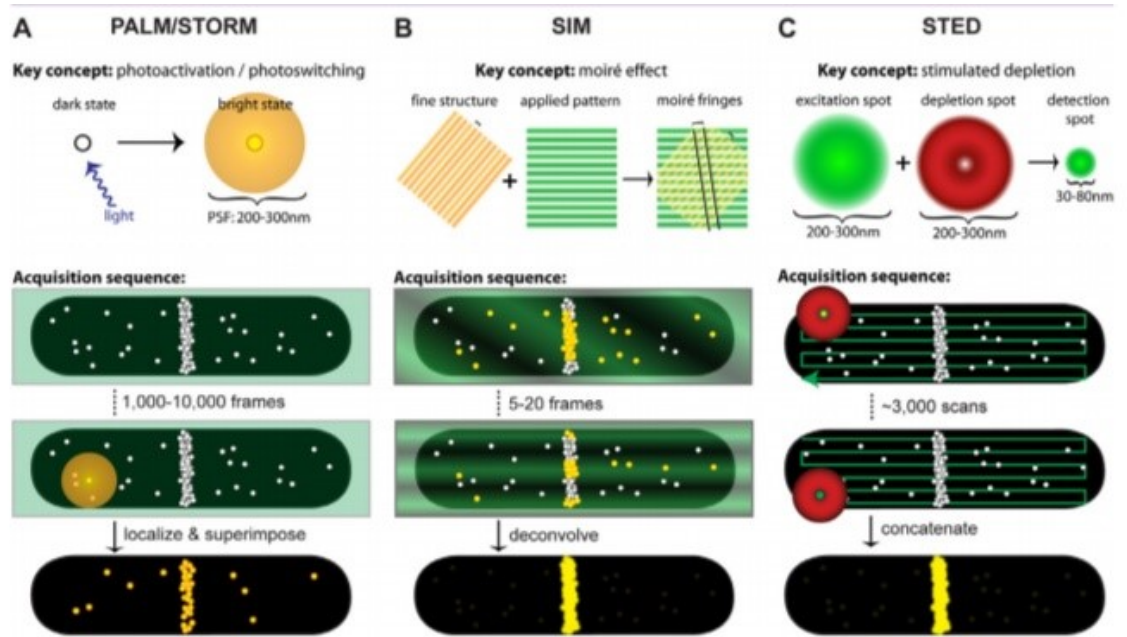 A PALM/STORM
Key concept: photoactivation / photoswitching
dark state
bright state
light
PSF: 200-300nm
Acquisition sequence:
1,000-10,000 frames
localize & superimpose
B SIM
Key concept: moiré effect
fine structure
applied pattern
moiré fringes
+
Acquisition sequence:
5-20 frames
deconvolve
C STED
Key concept: stimulated depletion
excitation spot
depletion spot
detection
spot
+
200-300nm
200-300nm
30-80nm
Acquisition sequence:
~3,000 scans
concatenate